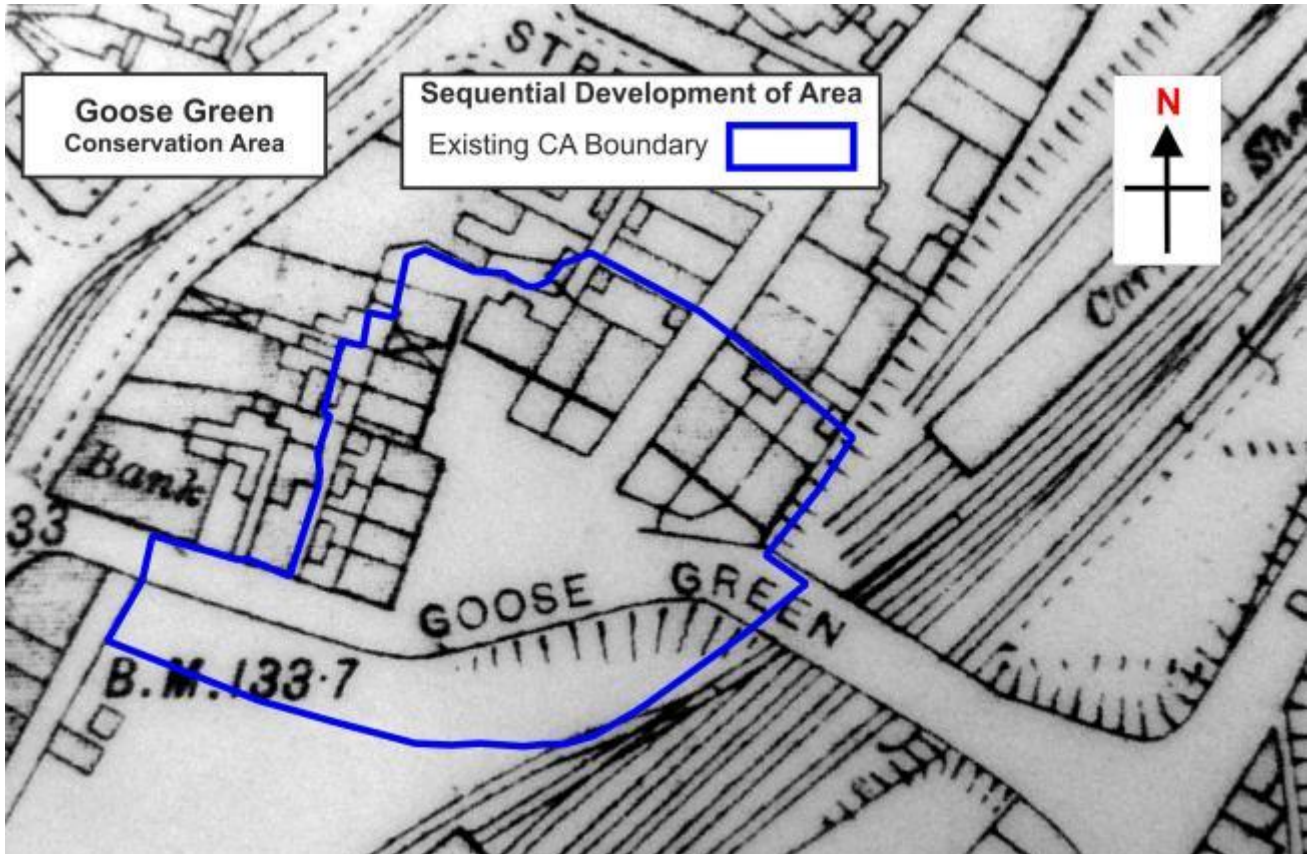 Goose Green
Conservation Area
Sequential Development of Area
Existing CA Boundary
N
Bank
33
GOOSE GREEN
B.M.133·7